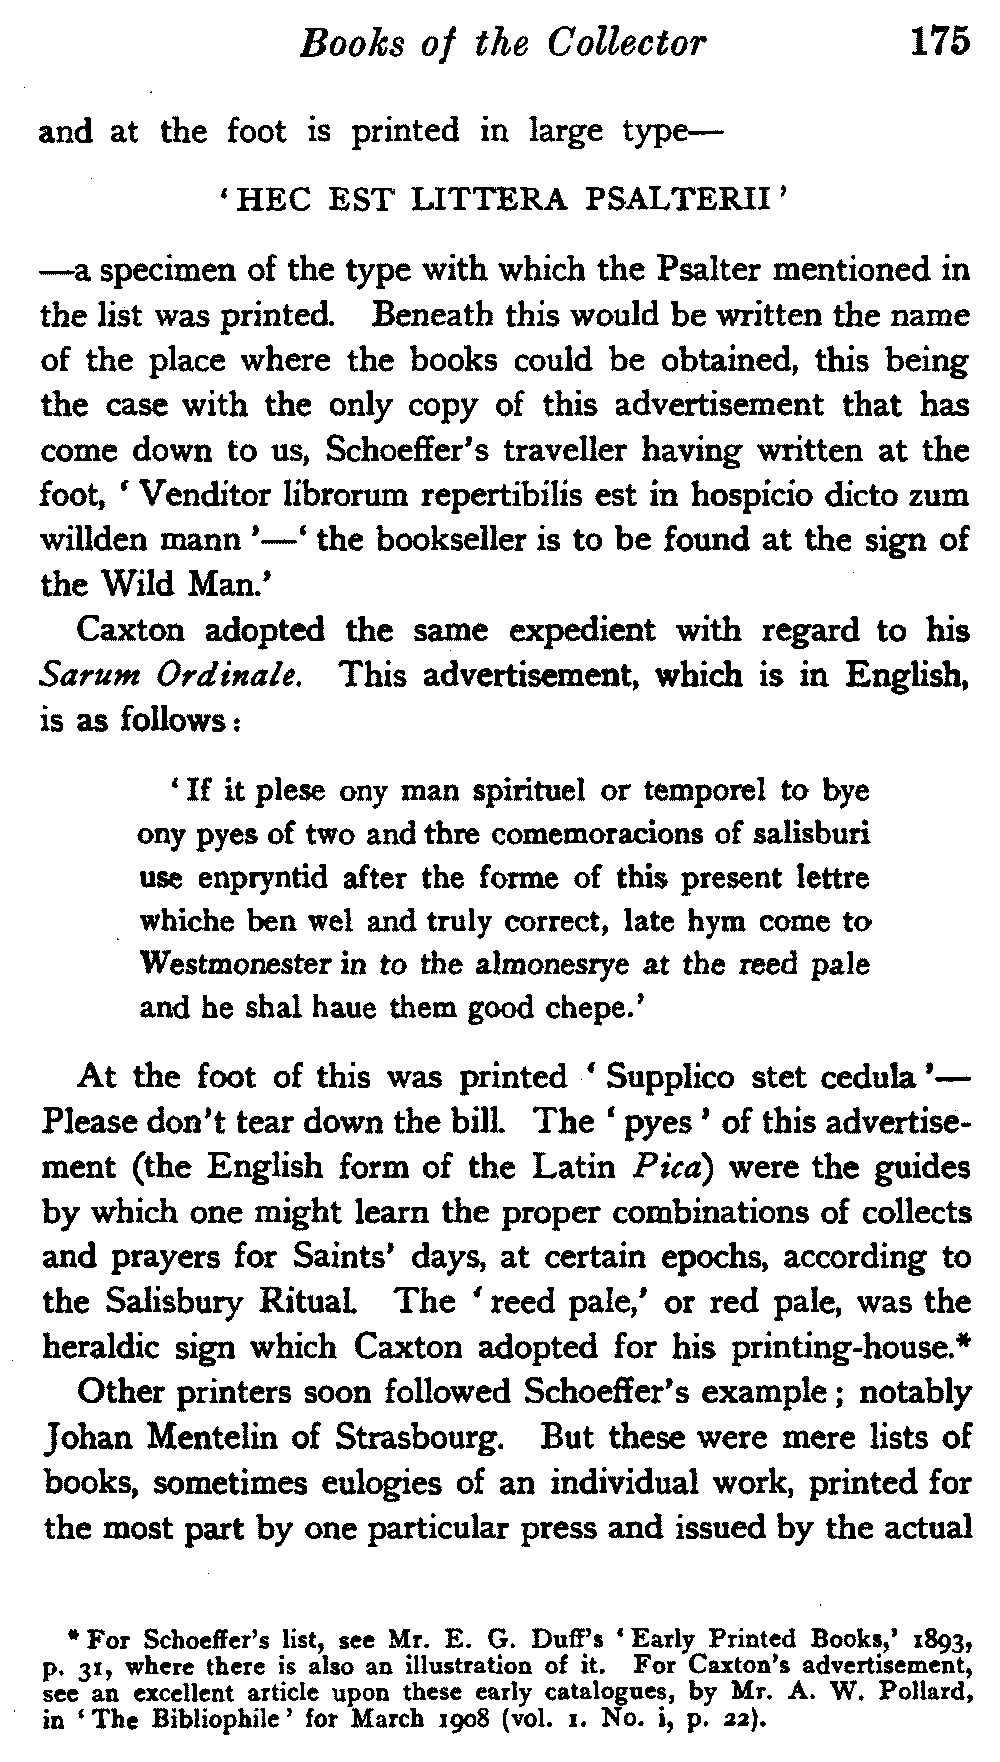 Books of the Collector 175
and at the foot is printed in large type—
‘HEC EST LITTERA PSALTERII’
—a specimen of the type with which the Psalter mentioned in
the list was printed. Beneath this would be written the name
of the place where the books could be obtained, this being
the case with the only copy of this advertisement that has
come down to us, Schoeffer’s traveller having written at the
foot, ‘Venditor librorum repertibilis est in hospicio dicto zum
willden mann’—‘the bookseller is to be found at the sign of
the Wild Man.’
Caxton adopted the same expedient with regard to his
Sarum Ordinale. This advertisement, which is in English,
is as follows:
‘If it plese ony man spirituel or temporel to bye
ony pyes of two and thre comemoracions of salisburi
use enpryntid after the forme of this present lettre
whiche ben wel and truly correct, late hym come to
Westmonester in to the almonesrye at the reed pale
and he shal haue them good chepe.’
At the foot of this was printed ‘Supplico stet cedula’—
Please don’t tear down the bill. The ‘pyes’ of this advertise-
ment (the English form of the Latin Pica) were the guides
by which one might learn the proper combinations of collects
and prayers for Saints’ days, at certain epochs, according to
the Salisbury Ritual. The ‘reed pale,’ or red pale, was the
heraldic sign which Caxton adopted for his printing-house.*
Other printers soon followed Schoeffer’s example; notably
Johan Mentelin of Strasbourg. But these were mere lists of
books, sometimes eulogies of an individual work, printed for
the most part by one particular press and issued by the actual
* For Schoeffer’s list, see Mr. E. G. Duff’s ‘Early Printed Books,’ 1893,
p. 31, where there is also an illustration of it. For Caxton’s advertisement,
see an excellent article upon these early catalogues, by Mr. A. W. Pollard,
in ‘The Bibliophile’ for March 1908 (vol. 1. No. i, p. 22).